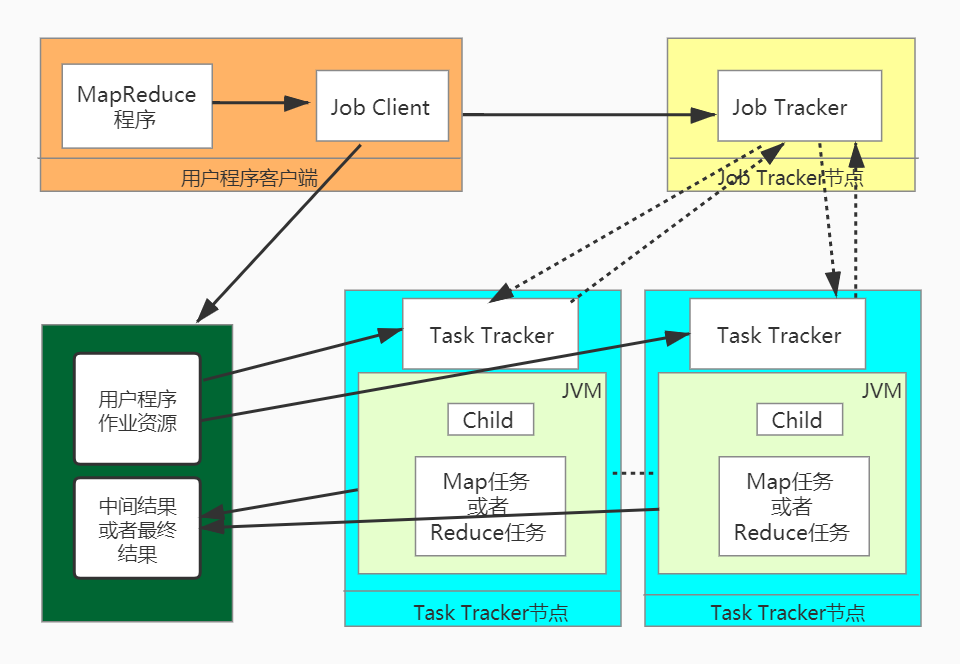 MapReduce
程序
Job Client
用户程序客户端
Job Tracker
Job Tracker节点
用户程序
作业资源
中间结果
或者最终
结果
Task Tracker
JVM
Child
Map任务
或者
Reduce任务
Task Tracker节点
Task Tracker
JVM
Child
Map任务
或者
Reduce任务
Task Tracker节点